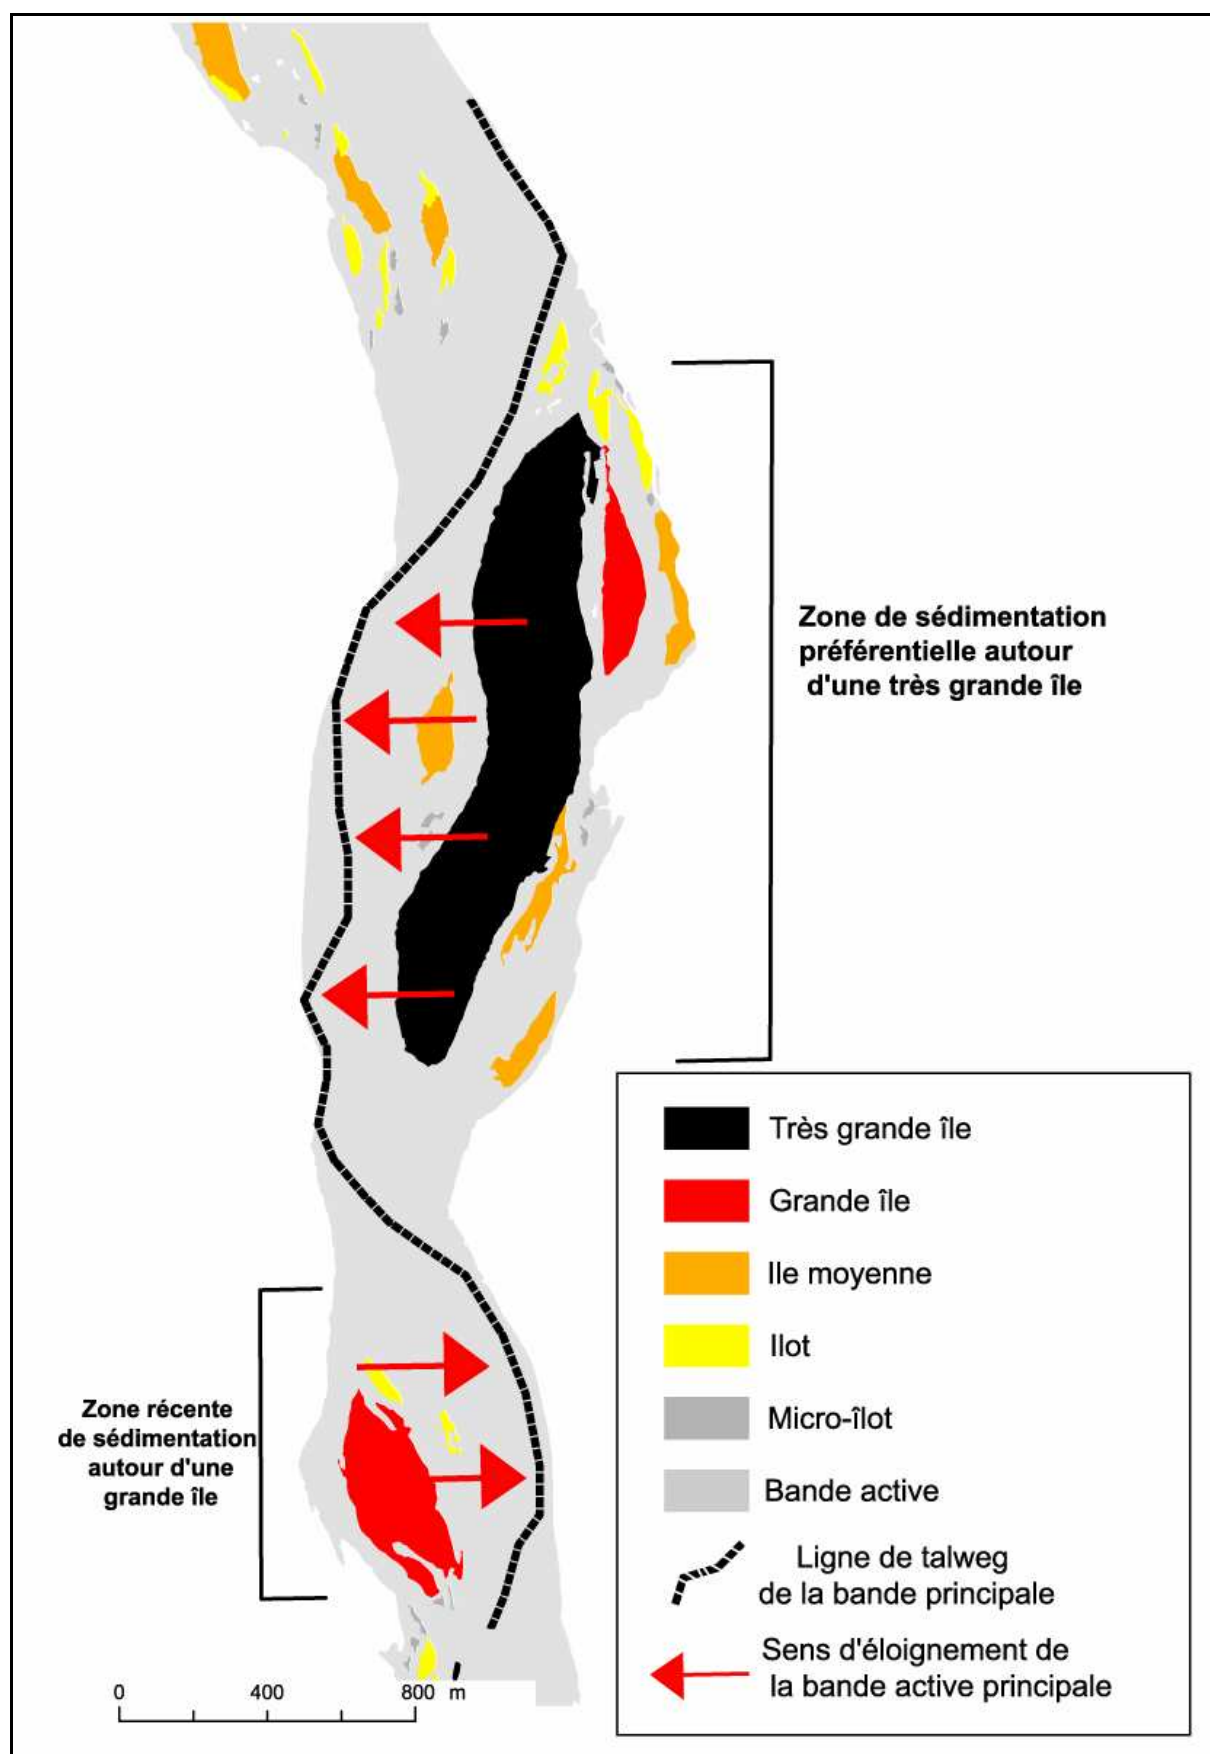 Zone de sédimentation
préférentielle autour
d'une très grande île
Très grande île
Grande île
Ile moyenne
Ilot
Micro-îlot
Bande active
Ligne de talweg
de la bande principale
Sens d'éloignement de
la bande active principale
Zone récente
de sédimentation
autour d'une
grande île
0 400 800 m